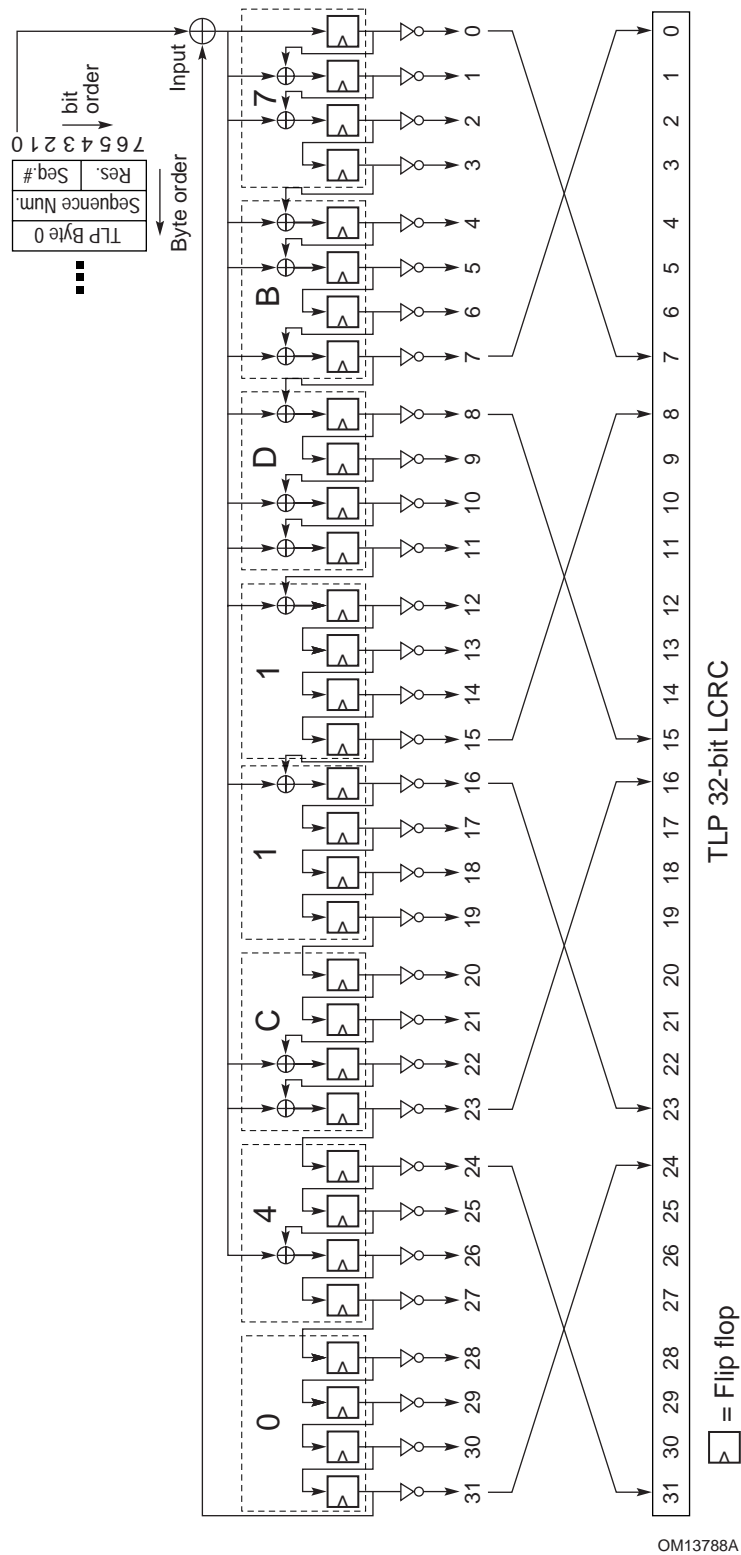 Input
bit
order
0 1 2 3 4 5 6 7
Seq.#
Res.
Sequence Num.
TLP Byte 0
Byte order
0
4
C
1
1
D
B
7
31 30 29 28 27 26 25 24 23 22 21 20 19 18 17 16 15 14 13 12 11 10 9 8 7 6 5 4 3 2 1 0
31 30 29 28 27 26 25 24 23 22 21 20 19 18 17 16 15 14 13 12 11 10 9 8 7 6 5 4 3 2 1 0
TLP 32-bit LCRC
= Flip flop
OM13788A